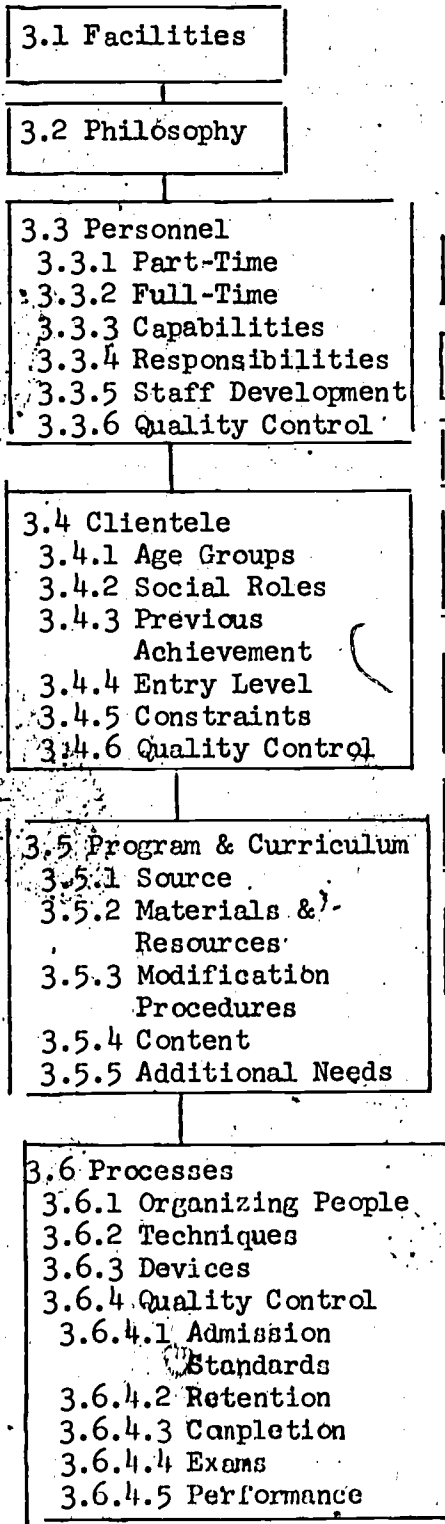 3.1 Facilities
3.2 Philosophy
3.3 Personnel
3.3.1 Part-Time
3.3.2 Full-Time
3.3.3 Capabilities
3.3.4 Responsibilities
3.3.5 Staff Development
3.3.6 Quality Control
3.4 Clientele
3.4.1 Age Groups
3.4.2 Social Roles
3.4.3 Previous
Achievement
3.4.4 Entry Level
3.4.5 Constraints
3.4.6 Quality Control
3.5 Program & Curriculum
3.5.1 Source
3.5.2 Materials &
Resources
3.5.3 Modification
Procedures
3.5.4 Content
3.5.5 Additional Needs
3.6 Processes
3.6.1 Organizing People
3.6.2 Techniques
3.6.3 Devices
3.6.4 Quality Control
3.6.4.1 Admission
Standards
3.6.4.2 Retention
3.6.4.3 Completion
3.6.4.4 Exams
3.6.4.5 Performance